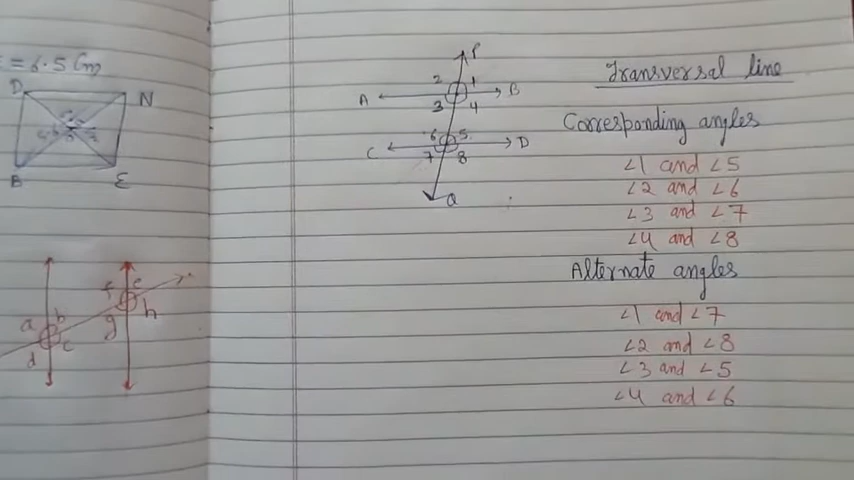 = 6.5 Cm
D
N
B
E
a
b
c
d
f
e
g
h
P
2
1
A
B
3
4
6
5
C
D
7
8
Q
Transversal line
Corresponding angles
∠1 and ∠5
∠2 and ∠6
∠3 and ∠7
∠4 and ∠8
Alternate angles
∠1 and ∠7
∠2 and ∠8
∠3 and ∠5
∠4 and ∠6